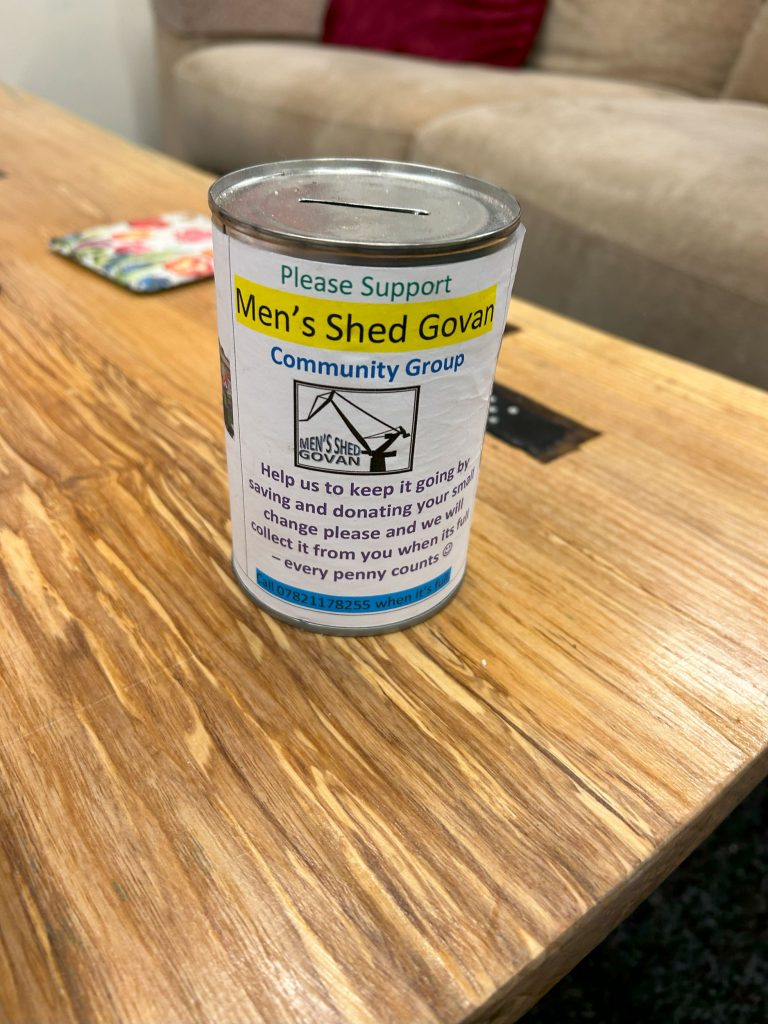 Please Support
Men's Shed Govan
Community Group
MEN'S SHED
GOVAN
Help us to keep it going by
saving and donating your small
change please and we will
collect it from you when its full
– every penny counts ☺
Call 07821178255 when it's full